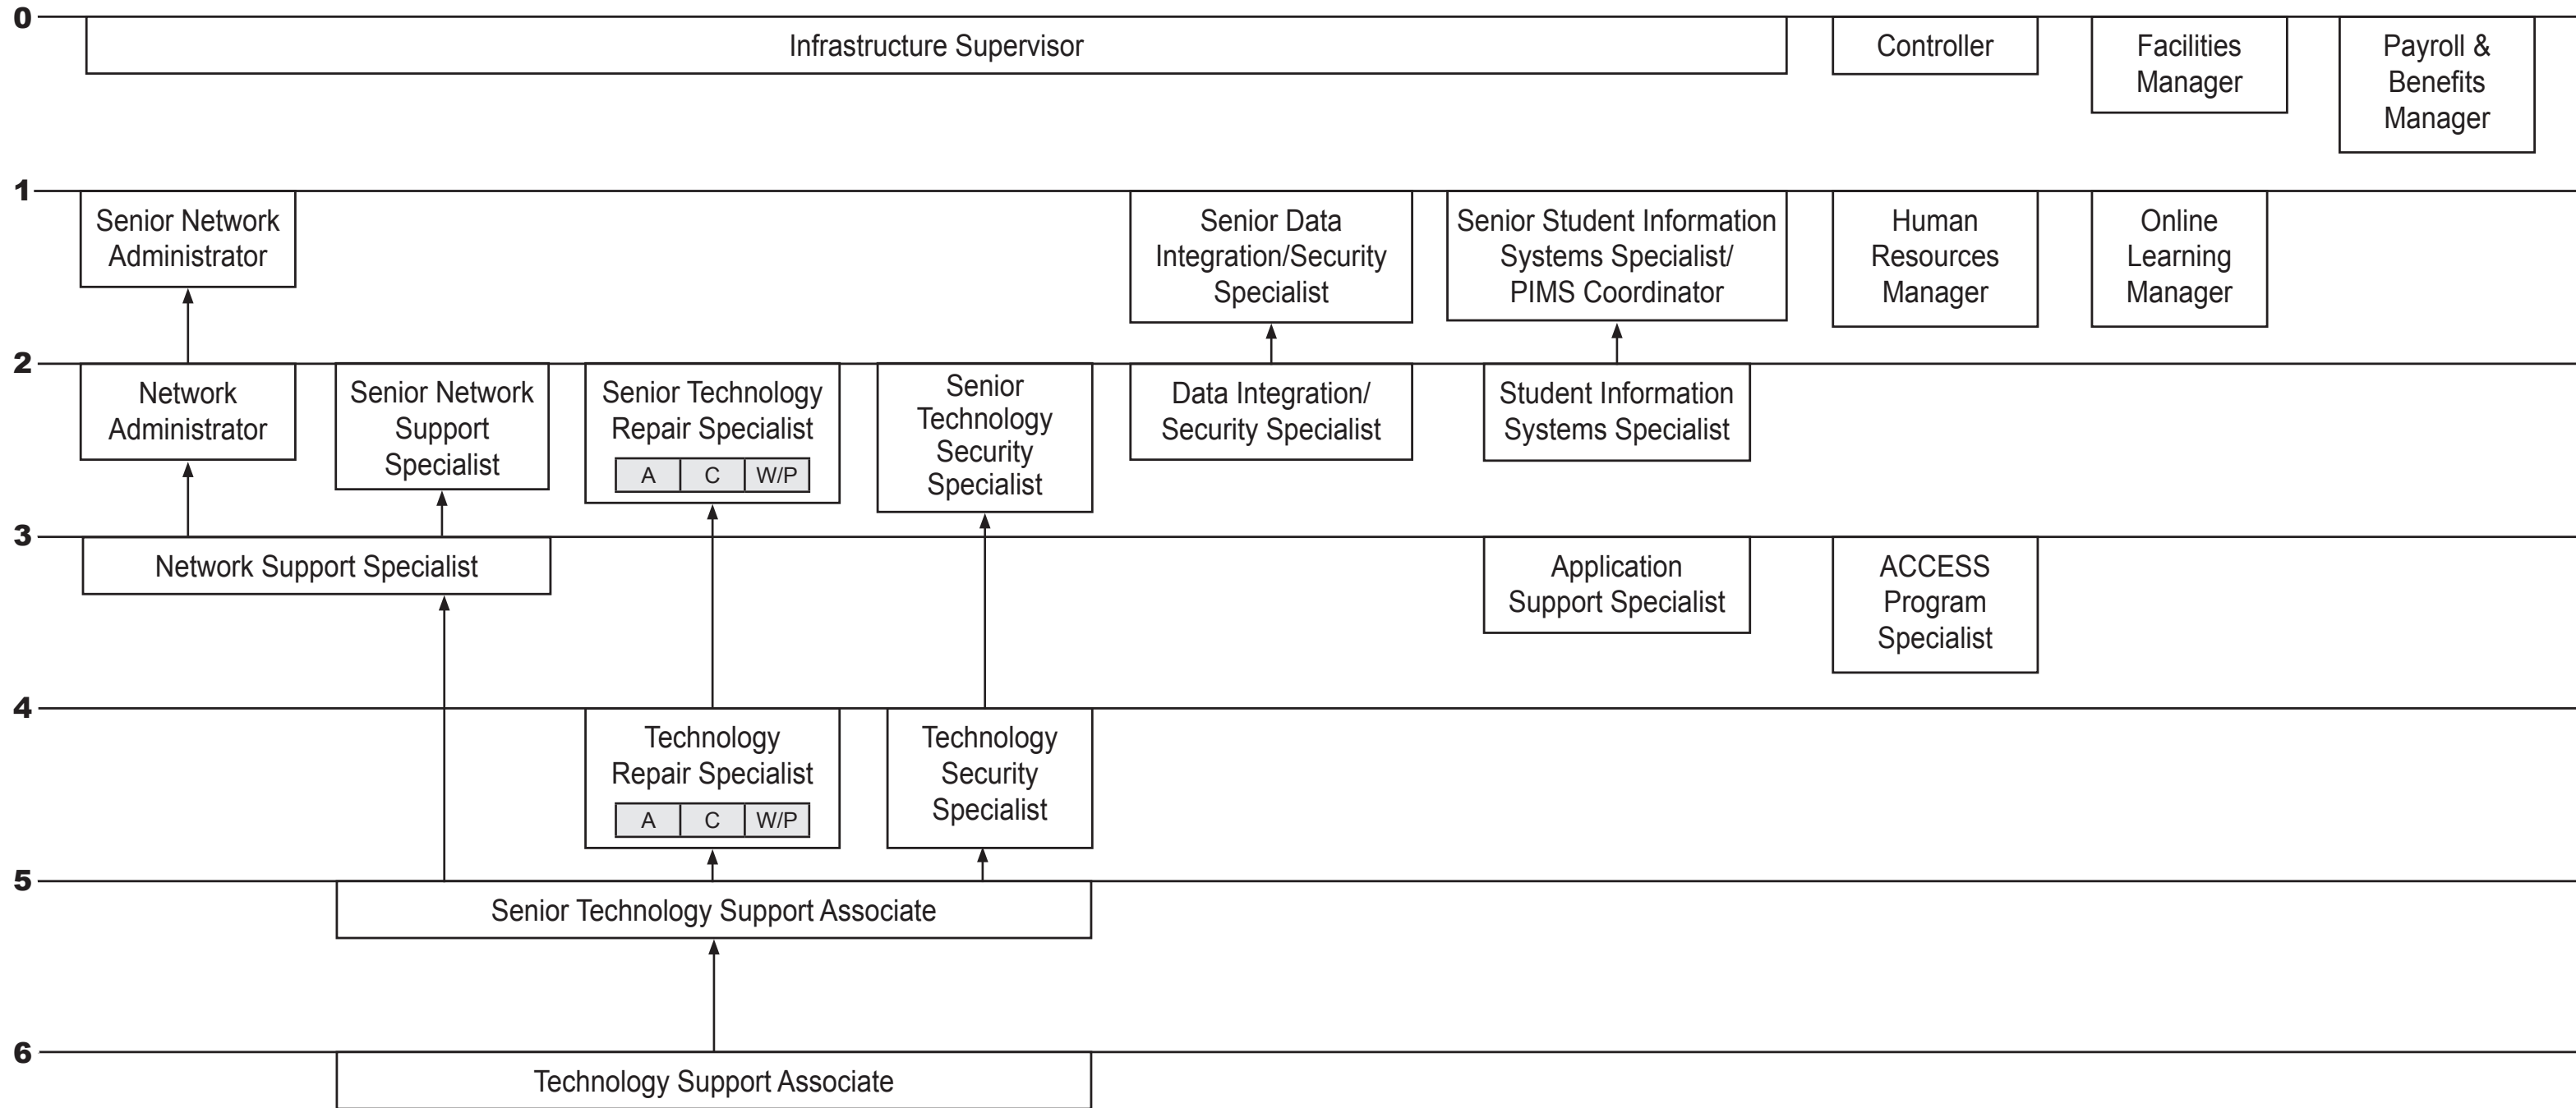 0
Infrastructure Supervisor
Controller
Facilities
Manager
Payroll &
Benefits
Manager
1
Senior Network
Administrator
Senior Data
Integration/Security
Specialist
Senior Student Information
Systems Specialist/
PIMS Coordinator
Human
Resources
Manager
Online
Learning
Manager
2
Network
Administrator
Senior Network
Support
Specialist
Senior Technology
Repair Specialist
A C W/P
Senior
Technology
Security
Specialist
Data Integration/
Security Specialist
Student Information
Systems Specialist
3
Network Support Specialist
Application
Support Specialist
ACCESS
Program
Specialist
4
Technology
Repair Specialist
A C W/P
Technology
Security
Specialist
5
Senior Technology Support Associate
6
Technology Support Associate